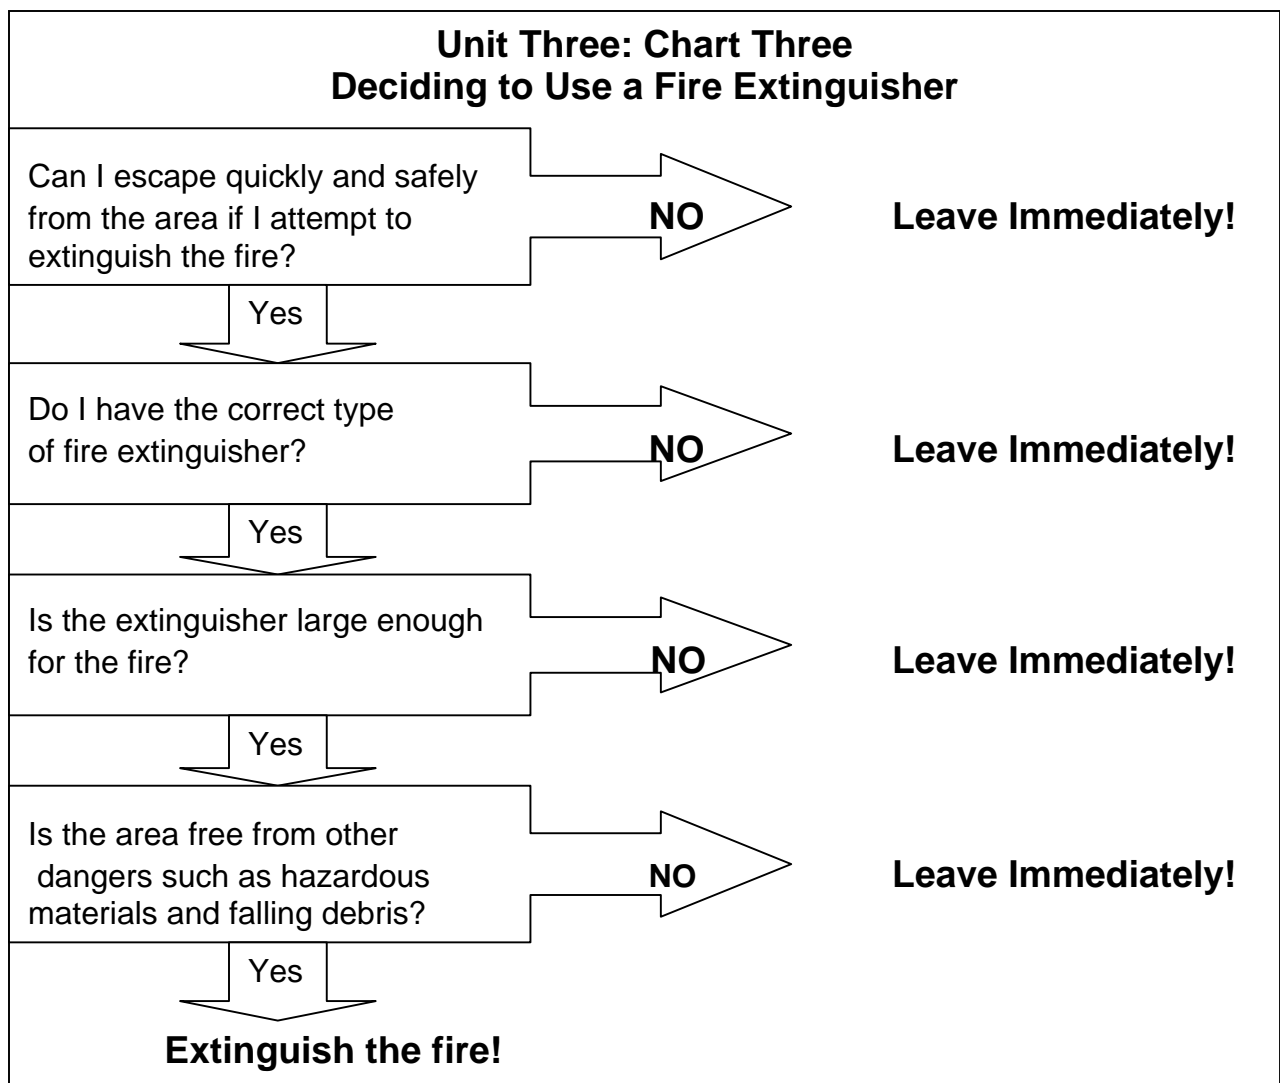 Unit Three: Chart Three
Deciding to Use a Fire Extinguisher
Can I escape quickly and safely
from the area if I attempt to
extinguish the fire?
NO
Leave Immediately!
Yes
Do I have the correct type
of fire extinguisher?
NO
Leave Immediately!
Yes
Is the extinguisher large enough
for the fire?
NO
Leave Immediately!
Yes
Is the area free from other
dangers such as hazardous
materials and falling debris?
NO
Leave Immediately!
Yes
Extinguish the fire!